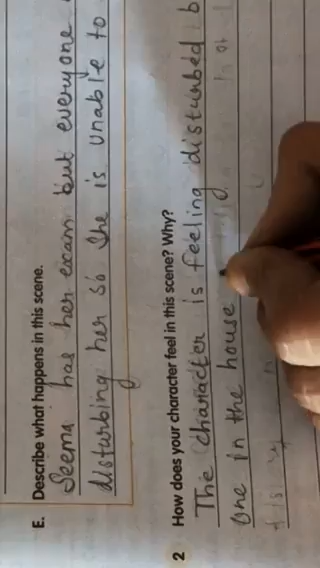 E. Describe what happens in this scene.
Seema has her exam but everyone
disturbing her so she is unable to
2 How does your character feel in this scene? Why?
The character is feeling disturbed b
one in the house